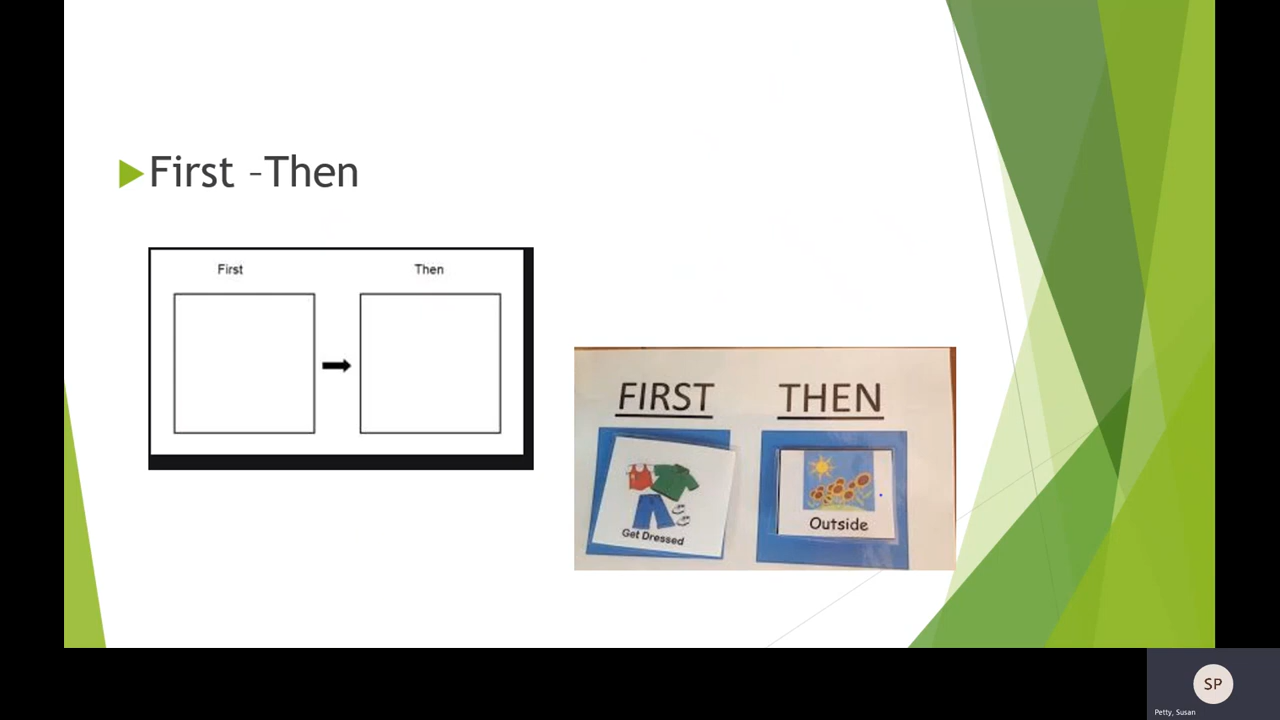 First –Then
First Then
FIRST THEN
Get Dressed
Outside
SP
Petty, Susan